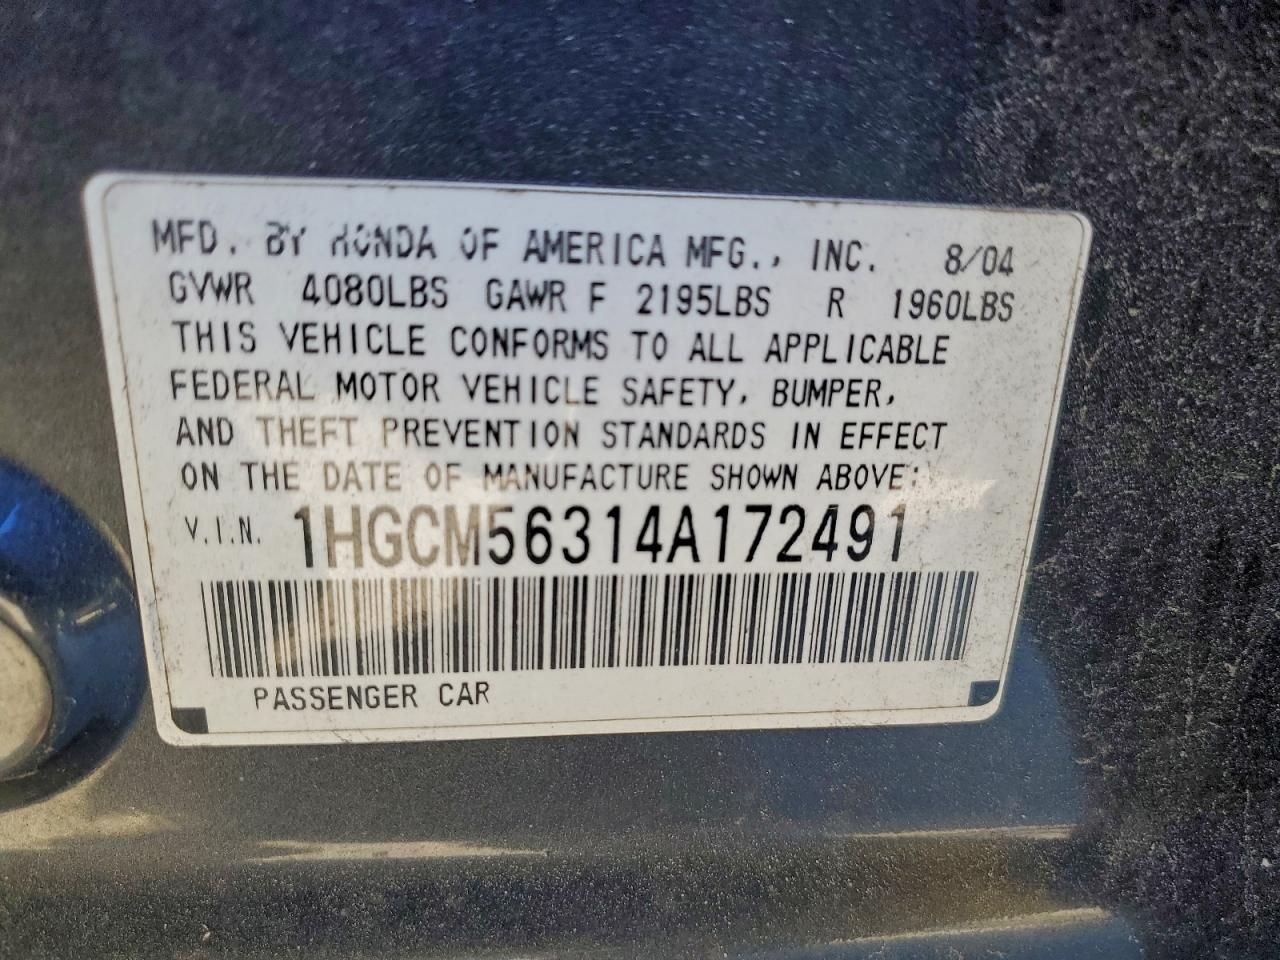 MFD. BY HONDA OF AMERICA MFG., INC. 8/04
GVWR 4080LBS GAWR F 2195LBS R 1960LBS
THIS VEHICLE CONFORMS TO ALL APPLICABLE
FEDERAL MOTOR VEHICLE SAFETY, BUMPER,
AND THEFT PREVENTION STANDARDS IN EFFECT
ON THE DATE OF MANUFACTURE SHOWN ABOVE:
V.I.N. 1HGCM56314A172491
PASSENGER CAR